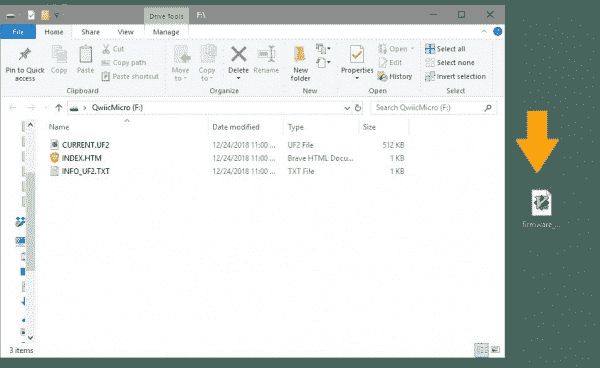 Drive Tools F:\
File Home Share View Manage
Pin to Quick access
Copy
Paste
Cut
Copy path
Paste shortcut
Clipboard
Move to
Copy to
Delete
Rename
Organize
New folder
New
Properties
Open
Edit
History
Open
Select all
Select none
Invert selection
Select
QwiicMicro (F:)
Search QwiicMicro (F:)
Name Date modified Type Size
CURRENT.UF2 12/24/2018 11:00 ... UF2 File 512 KB
INDEX.HTM 12/24/2018 11:00 ... Brave HTML Docu... 1 KB
INFO_UF2.TXT 12/24/2018 11:00 ... TXT File 1 KB
firmware_...
3 items